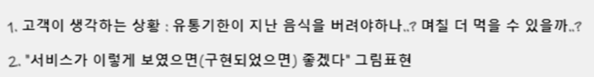 1. 고객이 생각하는 상황 : 유통기한이 지난 음식을 버려야하나..? 며칠 더 먹을 수 있을까..?
2. "서비스가 이렇게 보였으면(구현되었으면) 좋겠다" 그림표현